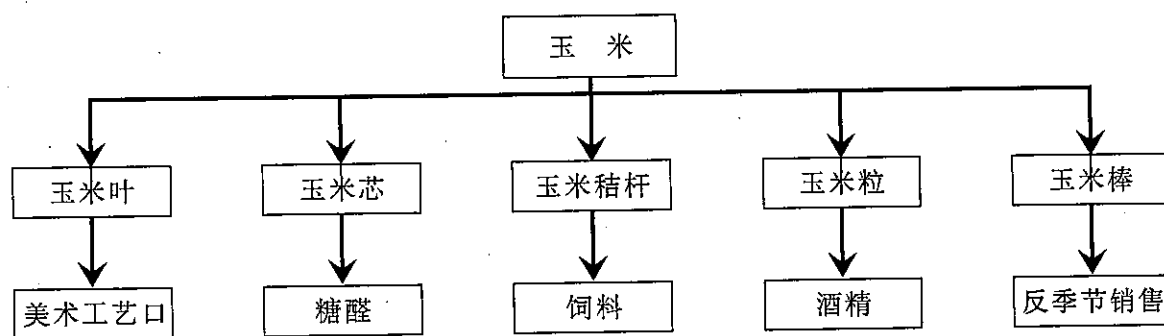 玉 米
玉米叶
玉米芯
玉米秸杆
玉米粒
玉米棒
美术工艺口
糖醛
饲料
酒精
反季节销售